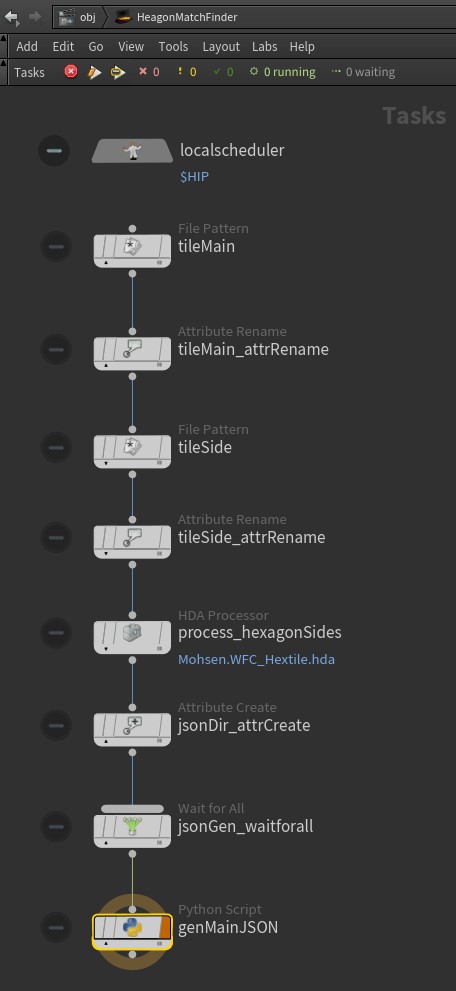 obj HeagonMatchFinder
Add Edit Go View Tools Layout Labs Help
Tasks 0 0 0 0 running 0 waiting
Tasks
localscheduler
$HIP
File Pattern
tileMain
Attribute Rename
tileMain_attrRename
File Pattern
tileSide
Attribute Rename
tileSide_attrRename
HDA Processor
process_hexagonSides
Mohsen.WFC_Hextile.hda
Attribute Create
jsonDir_attrCreate
Wait for All
jsonGen_waitforall
Python Script
genMainJSON